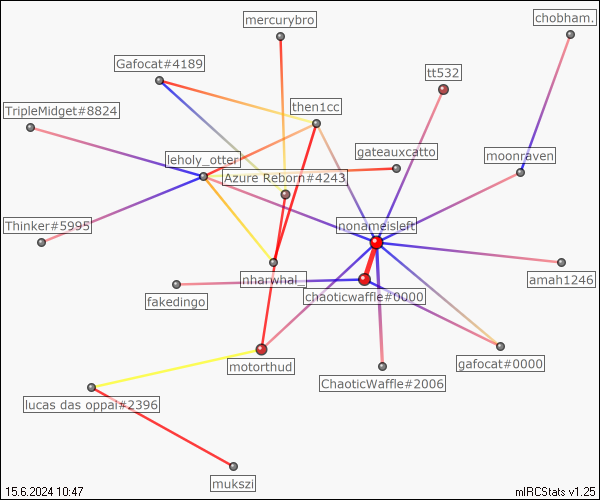 mercurybro
chobham.
Gafocat#4189
tt532
TripleMidget#8824
then1cc
gateauxcatto
leholy_otter
moonraven
Azure Reborn#4243
Thinker#5995
nonameisleft
nharwhal_
amah1246
fakedingo
chaoticwaffle#0000
motorthud
gafocat#0000
ChaoticWaffle#2006
lucas das oppai#2396
mukszi
15.6.2024 10:47
mIRCStats v1.25